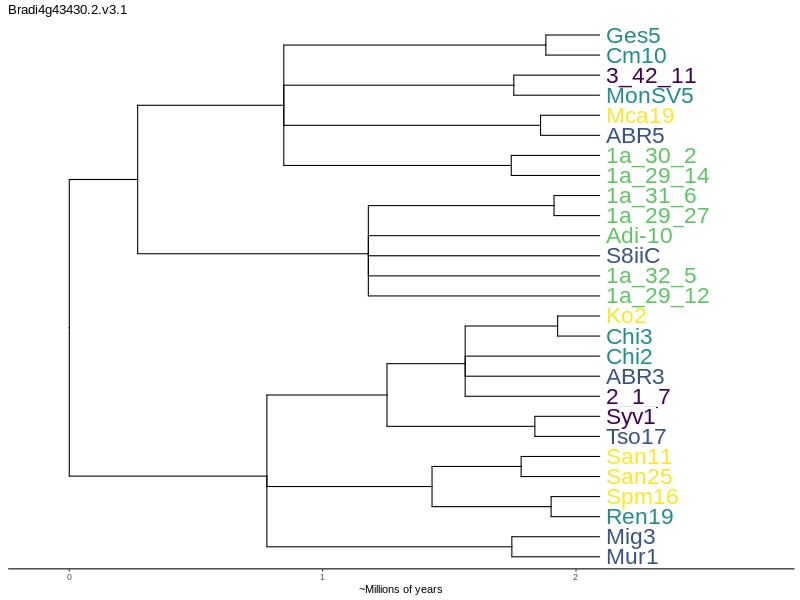 Bradi4g43430.2.v3.1
Ges5
Cm10
3_42_11
MonSV5
Mca19
ABR5
1a_30_2
1a_29_14
1a_31_6
1a_29_27
Adi-10
S8iiC
1a_32_5
1a_29_12
Ko2
Chi3
Chi2
ABR3
2_1_7
Syv1
Tso17
San11
San25
Spm16
Ren19
Mig3
Mur1
0 1 2
~Millions of years